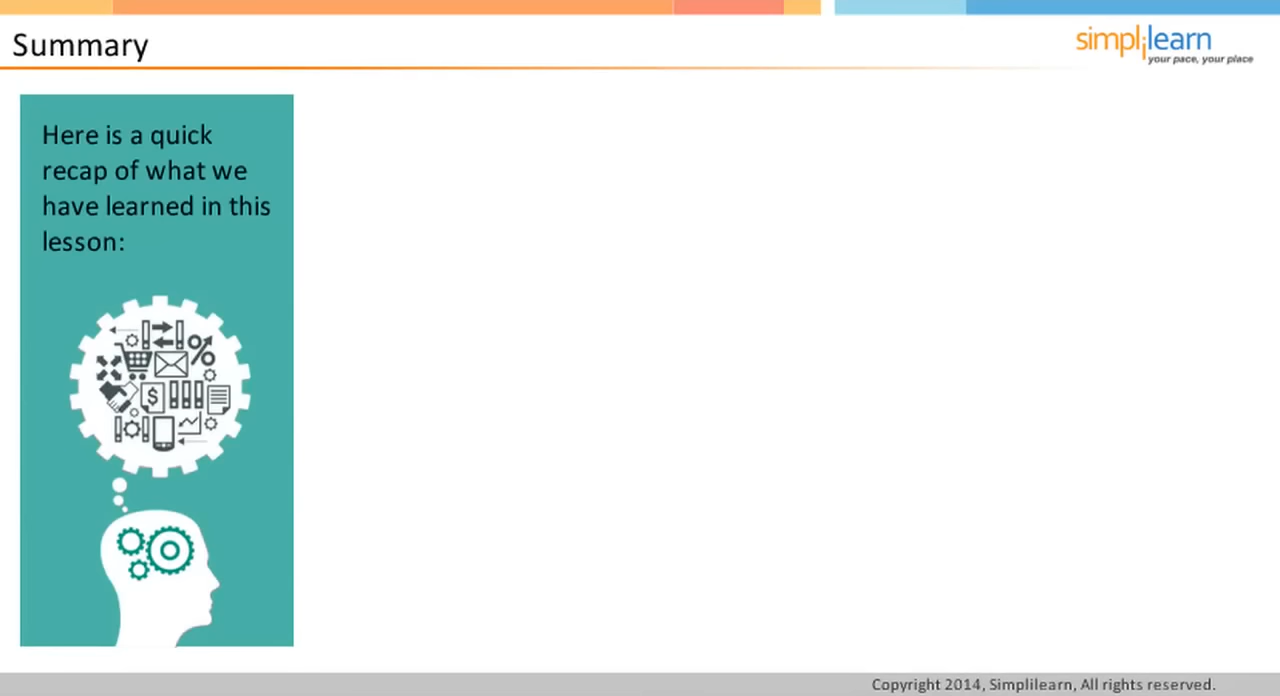 Summary
simplilearn
your pace, your place
Here is a quick
recap of what we
have learned in this
lesson:
%
$
Copyright 2014, Simplilearn, All rights reserved.